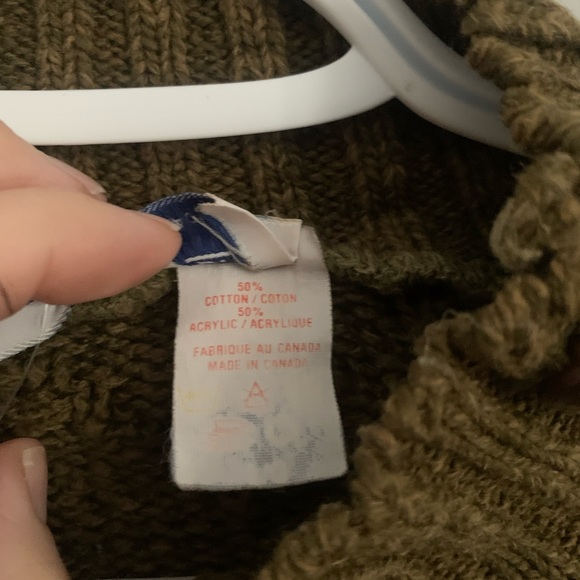 50%
COTTON / COTON
50%
ACRYLIC / ACRYLIQUE
FABRIQUE AU CANADA
MADE IN CANADA